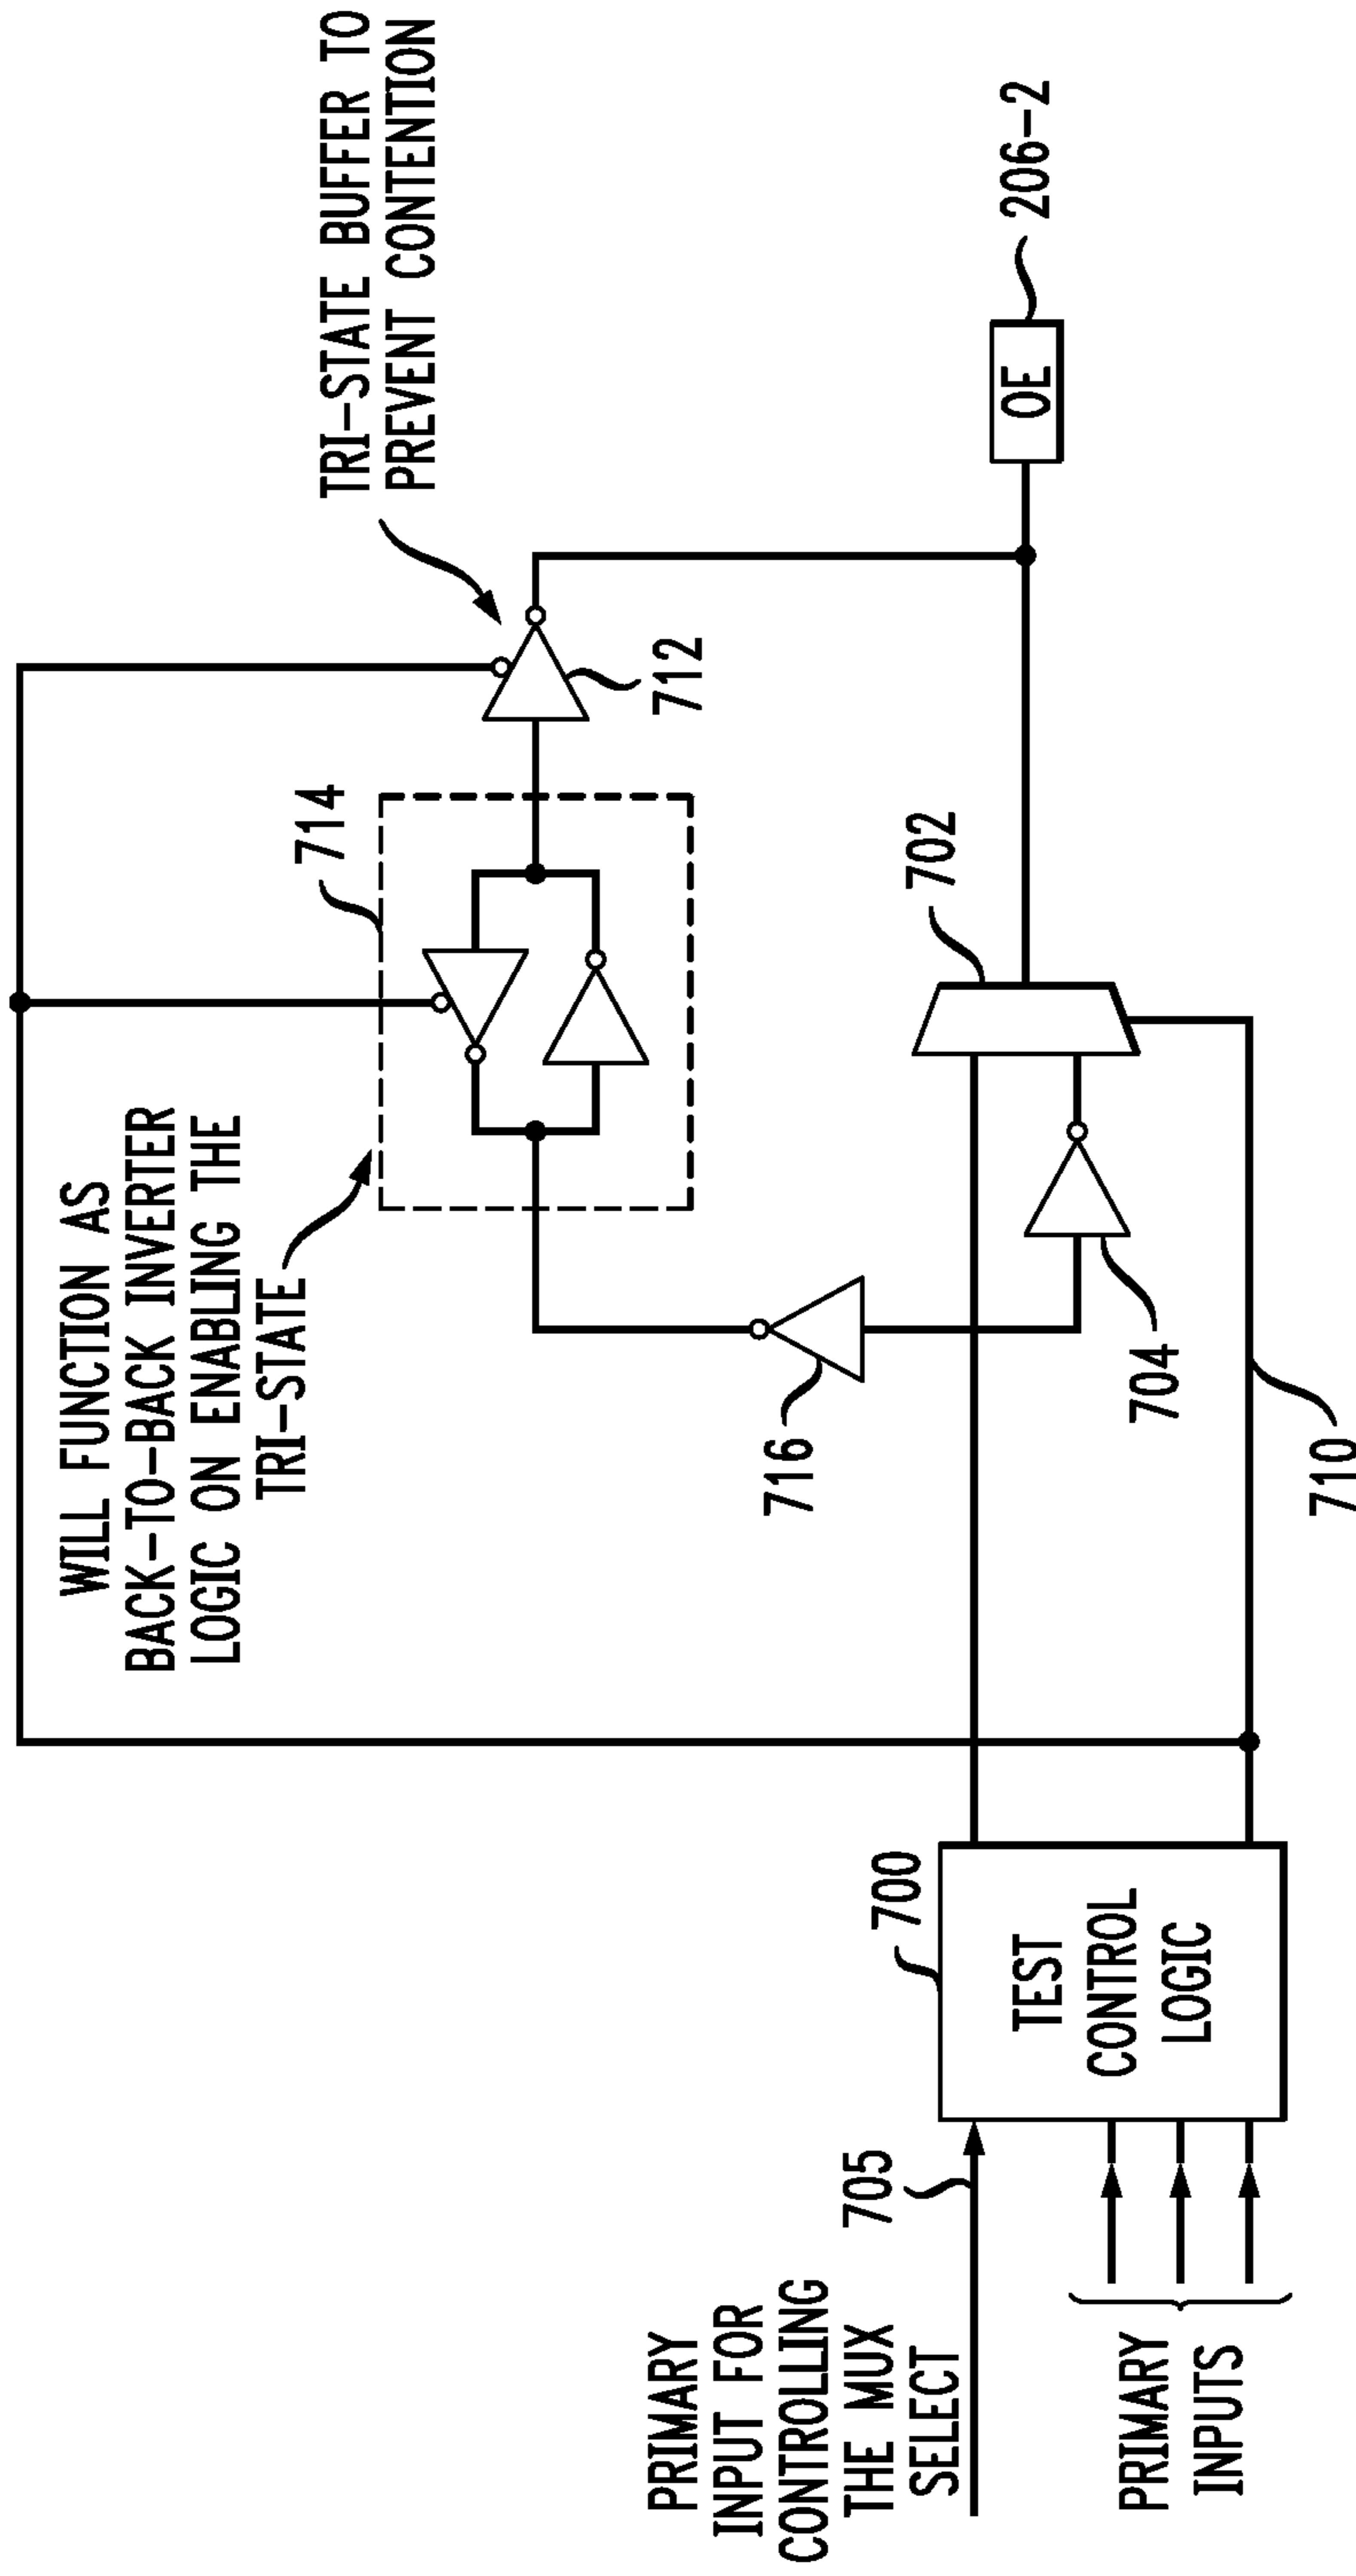 WILL FUNCTION AS
BACK-TO-BACK INVERTER
LOGIC ON ENABLING THE
TRI-STATE
714
TRI-STATE BUFFER TO
PREVENT CONTENTION
712
716
702
206-2
OE
704
710
PRIMARY
INPUT FOR
CONTROLLING
THE MUX
SELECT
705
700
TEST
CONTROL
LOGIC
PRIMARY
INPUTS